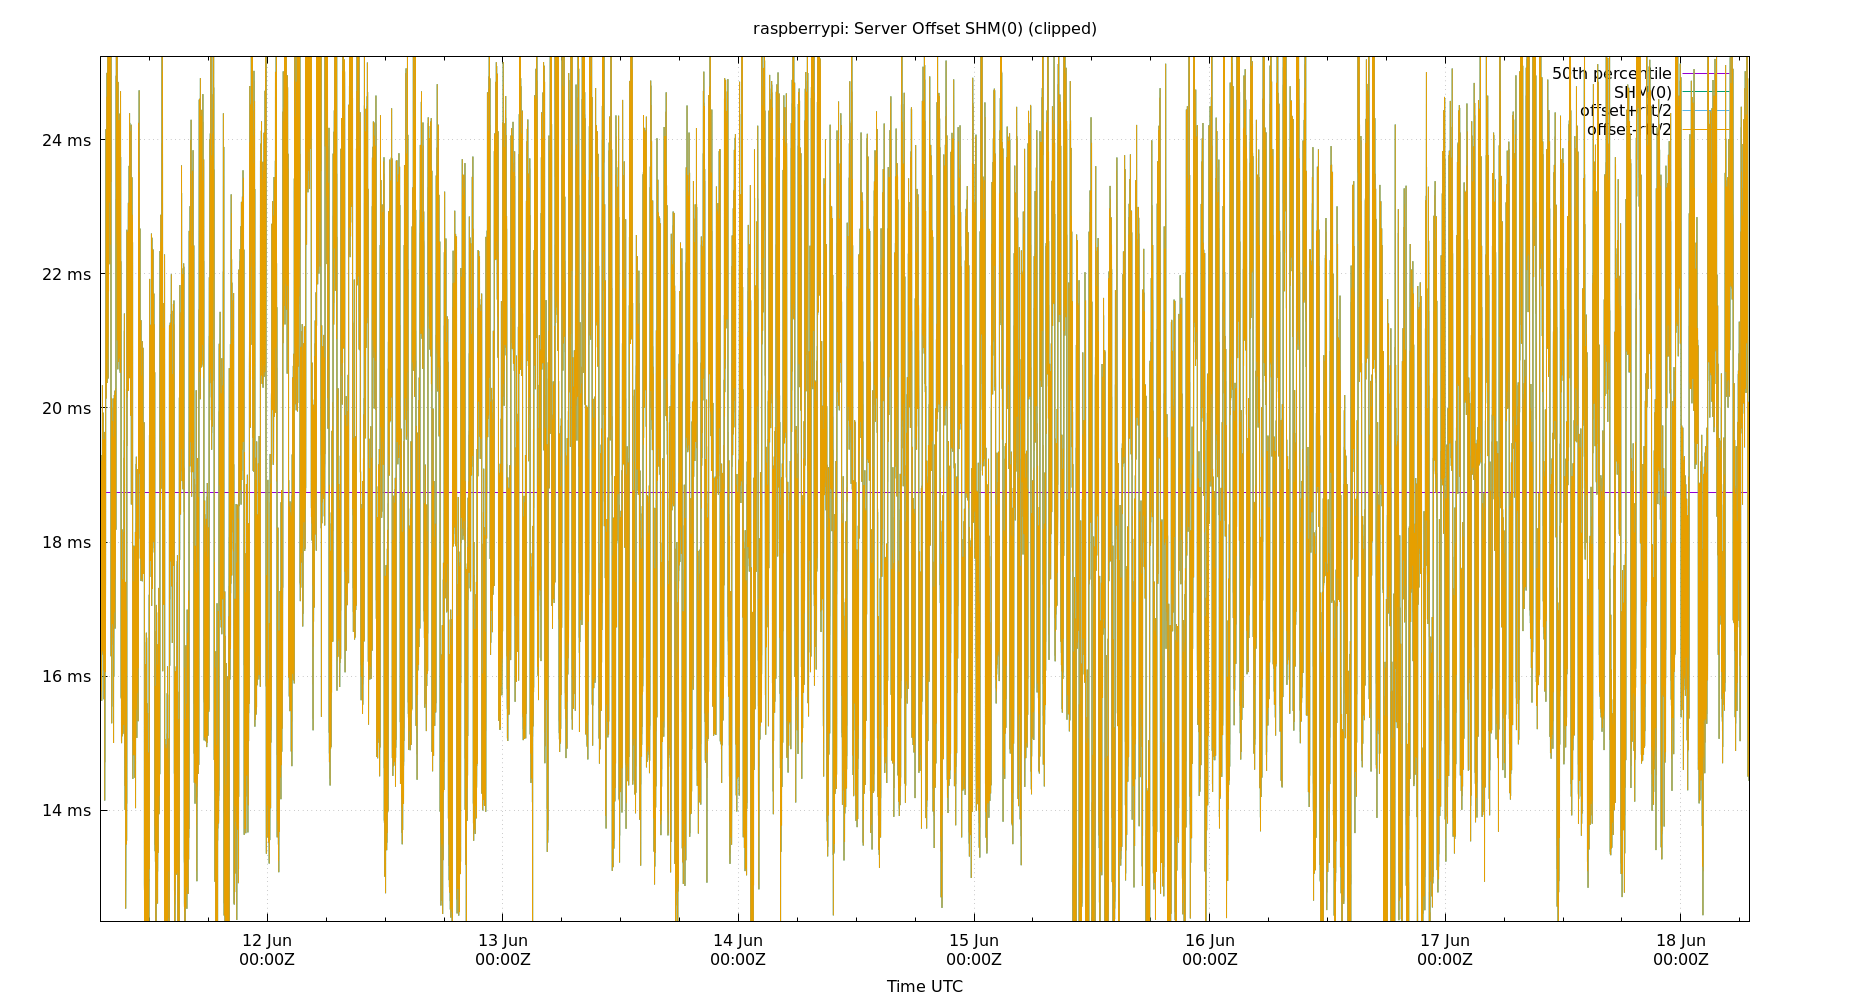 raspberrypi: Server Offset SHM(0) (clipped)
50th percentile
SHM(0)
offset+rtt/2
offset-rtt/2
24 ms
22 ms
20 ms
18 ms
16 ms
14 ms
12 Jun 13 Jun 14 Jun 15 Jun 16 Jun 17 Jun 18 Jun
00:00Z 00:00Z 00:00Z 00:00Z 00:00Z 00:00Z 00:00Z
Time UTC